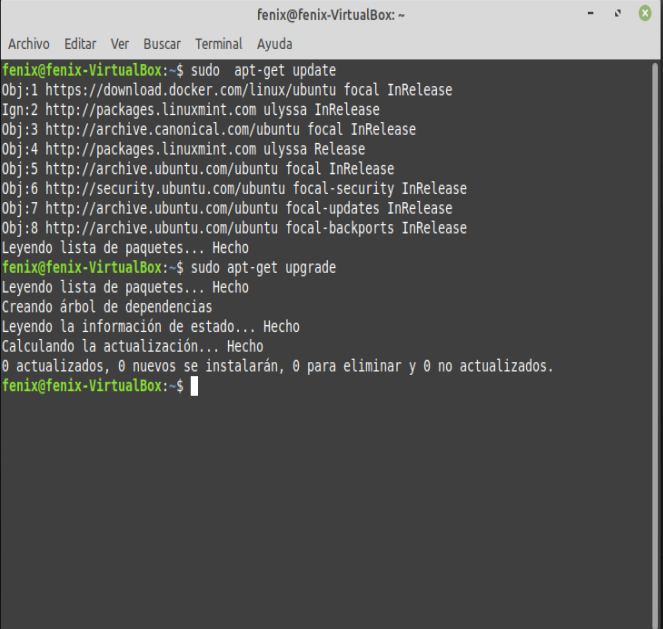 fenix@fenix-VirtualBox: ~
Archivo Editar Ver Buscar Terminal Ayuda
fenix@fenix-VirtualBox:~$ sudo  apt-get update
Obj:1 https://download.docker.com/linux/ubuntu focal InRelease
Ign:2 http://packages.linuxmint.com ulyssa InRelease
Obj:3 http://archive.canonical.com/ubuntu focal InRelease
Obj:4 http://packages.linuxmint.com ulyssa Release
Obj:5 http://archive.ubuntu.com/ubuntu focal InRelease
Obj:6 http://security.ubuntu.com/ubuntu focal-security InRelease
Obj:7 http://archive.ubuntu.com/ubuntu focal-updates InRelease
Obj:8 http://archive.ubuntu.com/ubuntu focal-backports InRelease
Leyendo lista de paquetes... Hecho
fenix@fenix-VirtualBox:~$ sudo apt-get upgrade
Leyendo lista de paquetes... Hecho
Creando árbol de dependencias
Leyendo la información de estado... Hecho
Calculando la actualización... Hecho
0 actualizados, 0 nuevos se instalarán, 0 para eliminar y 0 no actualizados.
fenix@fenix-VirtualBox:~$